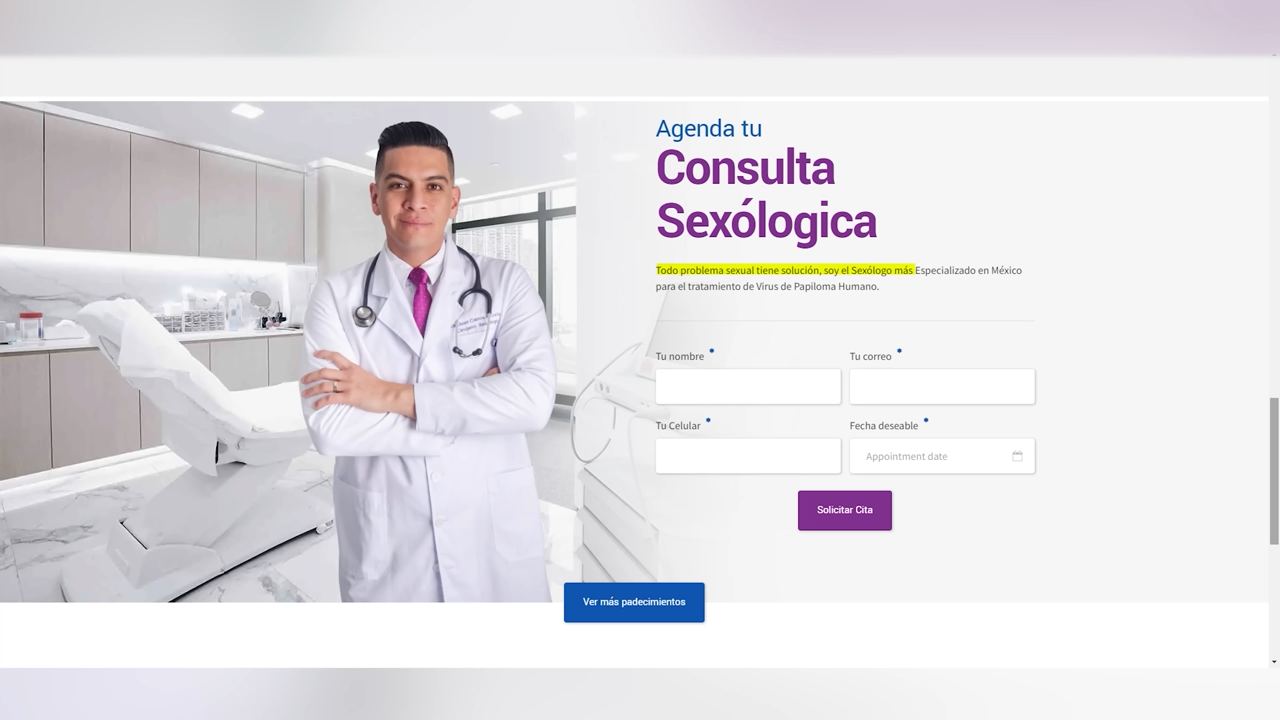 Agenda tu
Consulta
Sexólogica
Todo problema sexual tiene solución, soy el Sexólogo más Especializado en México
para el tratamiento de Virus de Papiloma Humano.
Tu nombre *
Tu correo *
Tu Celular *
Fecha deseable *
Appointment date
Solicitar Cita
Ver más padecimientos